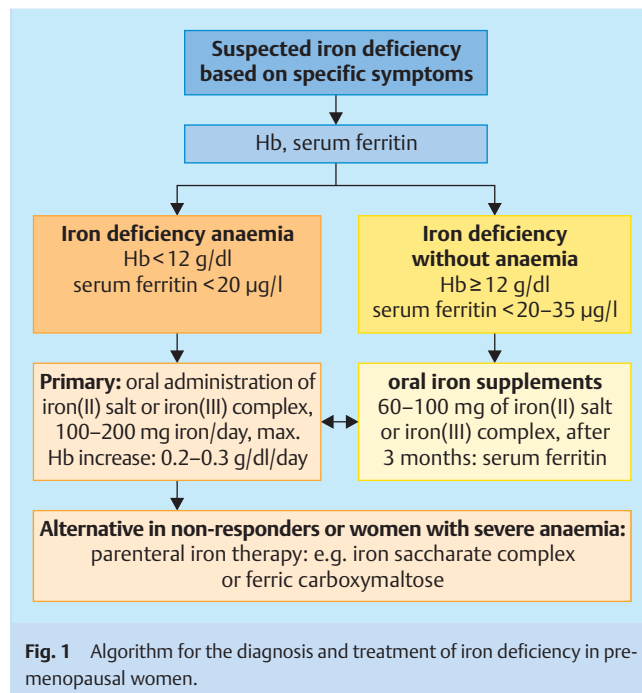 Suspected iron deficiency
based on specific symptoms
Hb, serum ferritin
Iron deficiency anaemia
Hb < 12 g/dl
serum ferritin < 20 µg/l
Iron deficiency
without anaemia
Hb ≥ 12 g/dl
serum ferritin < 20–35 µg/l
Primary: oral administration of
iron(II) salt or iron(III) complex,
100–200 mg iron/day, max.
Hb increase: 0.2–0.3 g/dl/day
oral iron supplements
60–100 mg of iron(II) salt
or iron(III) complex, after
3 months: serum ferritin
Alternative in non-responders or women with severe anaemia:
parenteral iron therapy: e.g. iron saccharate complex
or ferric carboxymaltose
Fig. 1 Algorithm for the diagnosis and treatment of iron deficiency in pre-
menopausal women.